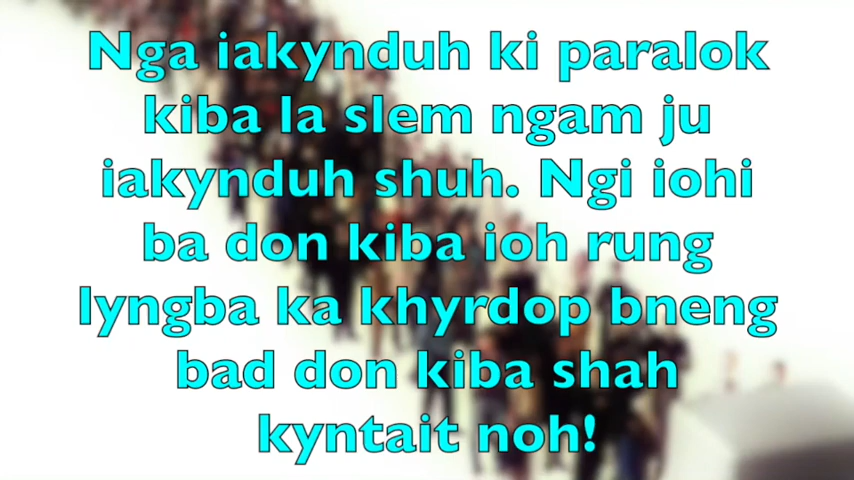 Nga iakynduh ki paralok
kiba la slem ngam ju
iakynduh shuh. Ngi iohi
ba don kiba ioh rung
lyngba ka khyrdop bneng
bad don kiba shah
kyntait noh!